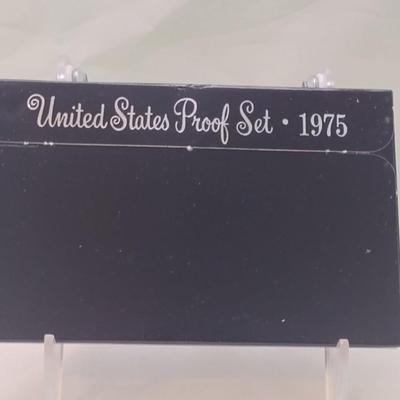 United States Proof Set • 1975